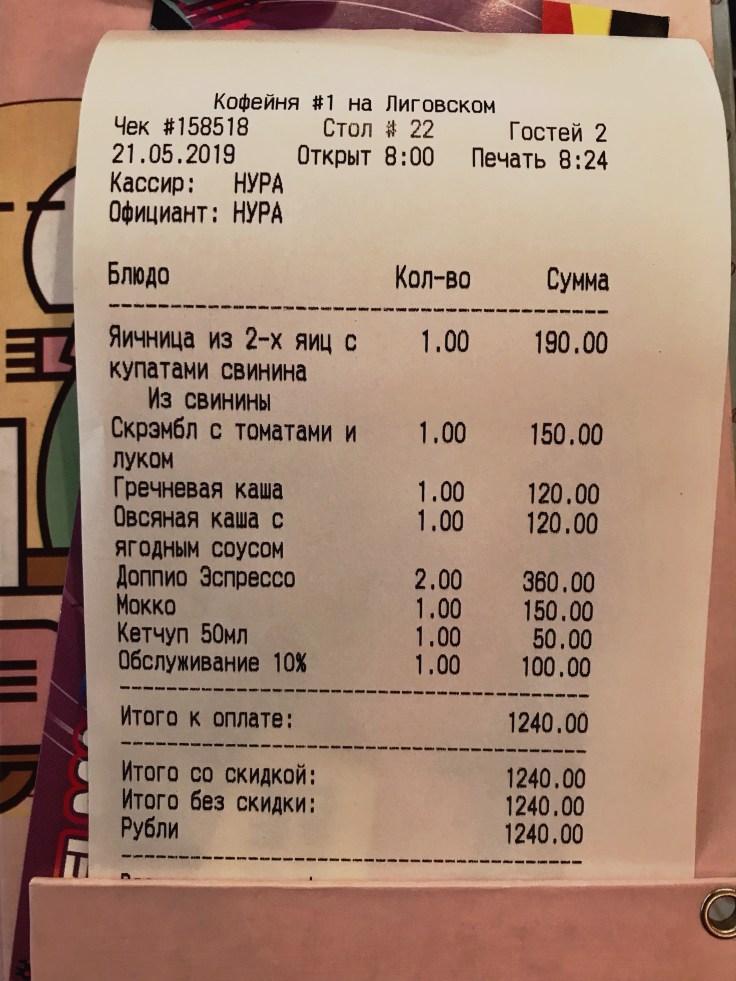 Кофейня #1 на Лиговском
Чек #158518 Стол # 22 Гостей 2
21.05.2019 Открыт 8:00 Печать 8:24
Кассир: НУРА
Официант: НУРА
Блюдо Кол-во Сумма
Яичница из 2-х яиц с 1.00 190.00
купатами свинина
Из свинины
Скрэмбл с томатами и 1.00 150.00
луком
Гречневая каша 1.00 120.00
Овсяная каша с 1.00 120.00
ягодным соусом
Доппио Эспрессо 2.00 360.00
Мокко 1.00 150.00
Кетчуп 50мл 1.00 50.00
Обслуживание 10% 1.00 100.00
Итого к оплате: 1240.00
Итого со скидкой: 1240.00
Итого без скидки: 1240.00
Рубли 1240.00